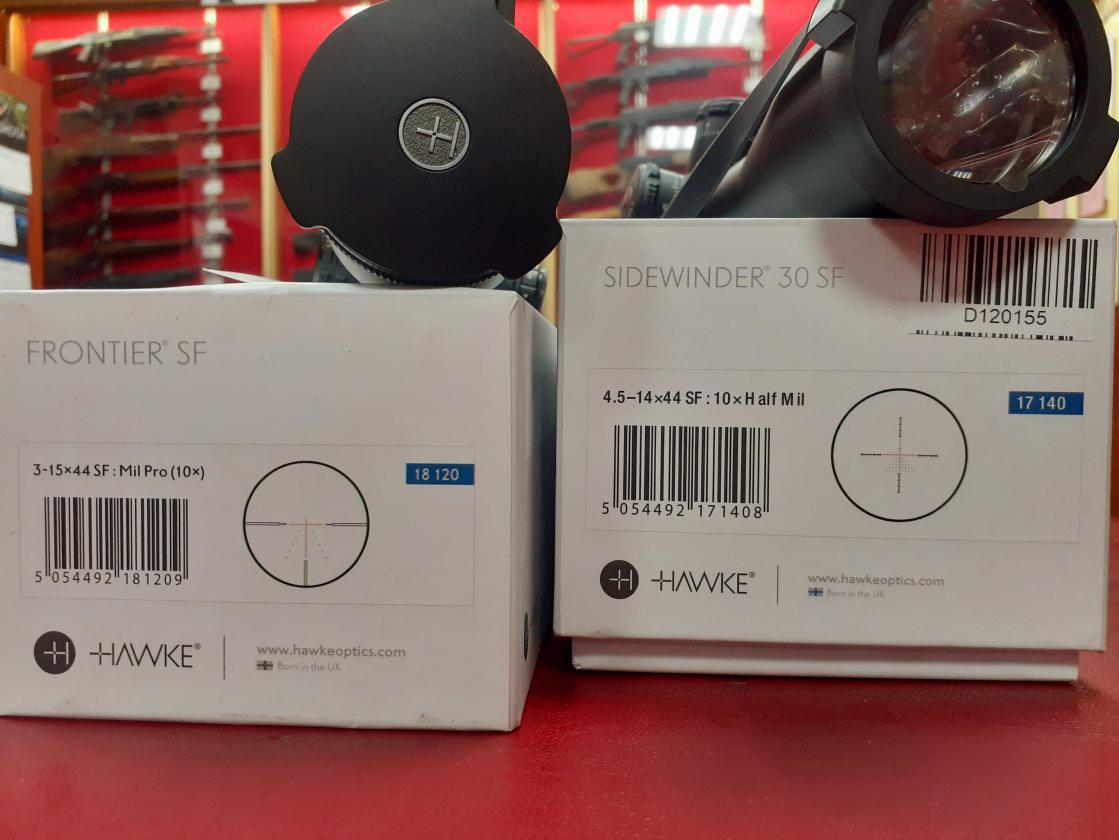 FRONTIER® SF
3-15×44 SF : Mil Pro (10×)
18 120
5 054492 181209
HAWKE®
www.hawkeoptics.com
Born in the UK
SIDEWINDER® 30 SF
D120155
4.5–14×44 SF : 10×Half Mil
17 140
5 054492 171408
HAWKE®
www.hawkeoptics.com
Born in the UK